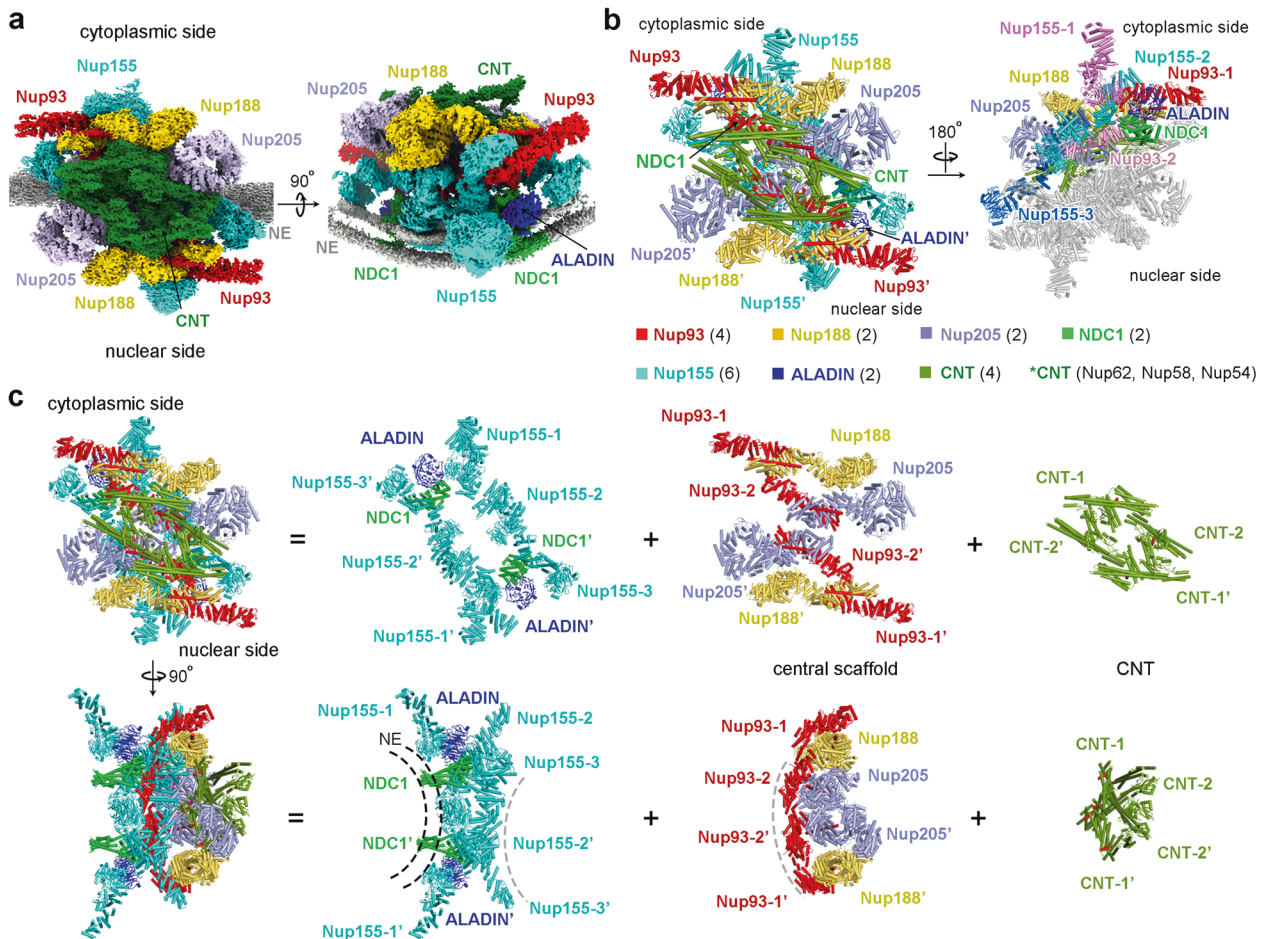 a
cytoplasmic side
Nup155
Nup93
Nup188
Nup205
NE
Nup205
Nup188
Nup93
CNT
nuclear side
90°
Nup188
CNT
Nup205
Nup93
NE
NDC1
NDC1
ALADIN
Nup155
b
cytoplasmic side
Nup155
Nup93
Nup188
Nup205
NDC1
CNT
ALADIN'
Nup205'
Nup188'
Nup93'
Nup155'
nuclear side
180°
Nup155-1
cytoplasmic side
Nup155-2
Nup188
Nup93-1
Nup205
ALADIN
NDC1
Nup93-2
Nup155-3
nuclear side
Nup93 (4) Nup188 (2) Nup205 (2) NDC1 (2)
Nup155 (6) ALADIN (2) CNT (4) *CNT (Nup62, Nup58, Nup54)
c
cytoplasmic side
nuclear side
90°
=
ALADIN
Nup155-1
Nup155-3'
Nup155-2
NDC1
NDC1'
Nup155-2'
Nup155-3
ALADIN'
Nup155-1'
+
Nup93-1
Nup188
Nup205
Nup93-2
Nup93-2'
Nup205'
Nup188'
Nup93-1'
central scaffold
+
CNT-1
CNT-2
CNT-2'
CNT-1'
CNT
=
Nup155-1
ALADIN
Nup155-2
NE
Nup155-3
NDC1
NDC1'
Nup155-2'
Nup155-3'
ALADIN'
Nup155-1'
+
Nup93-1
Nup188
Nup93-2
Nup205
Nup93-2'
Nup205'
Nup93-1'
Nup188'
+
CNT-1
CNT-2
CNT-2'
CNT-1'